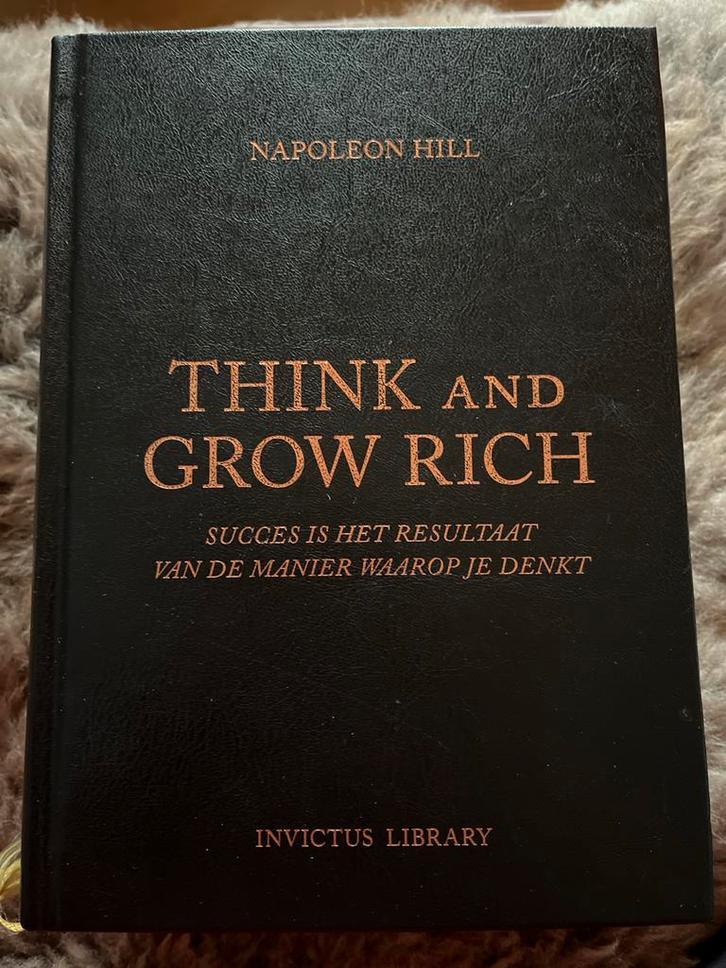 NAPOLEON HILL
THINK AND
GROW RICH
SUCCES IS HET RESULTAAT
VAN DE MANIER WAAROP JE DENKT
INVICTUS LIBRARY